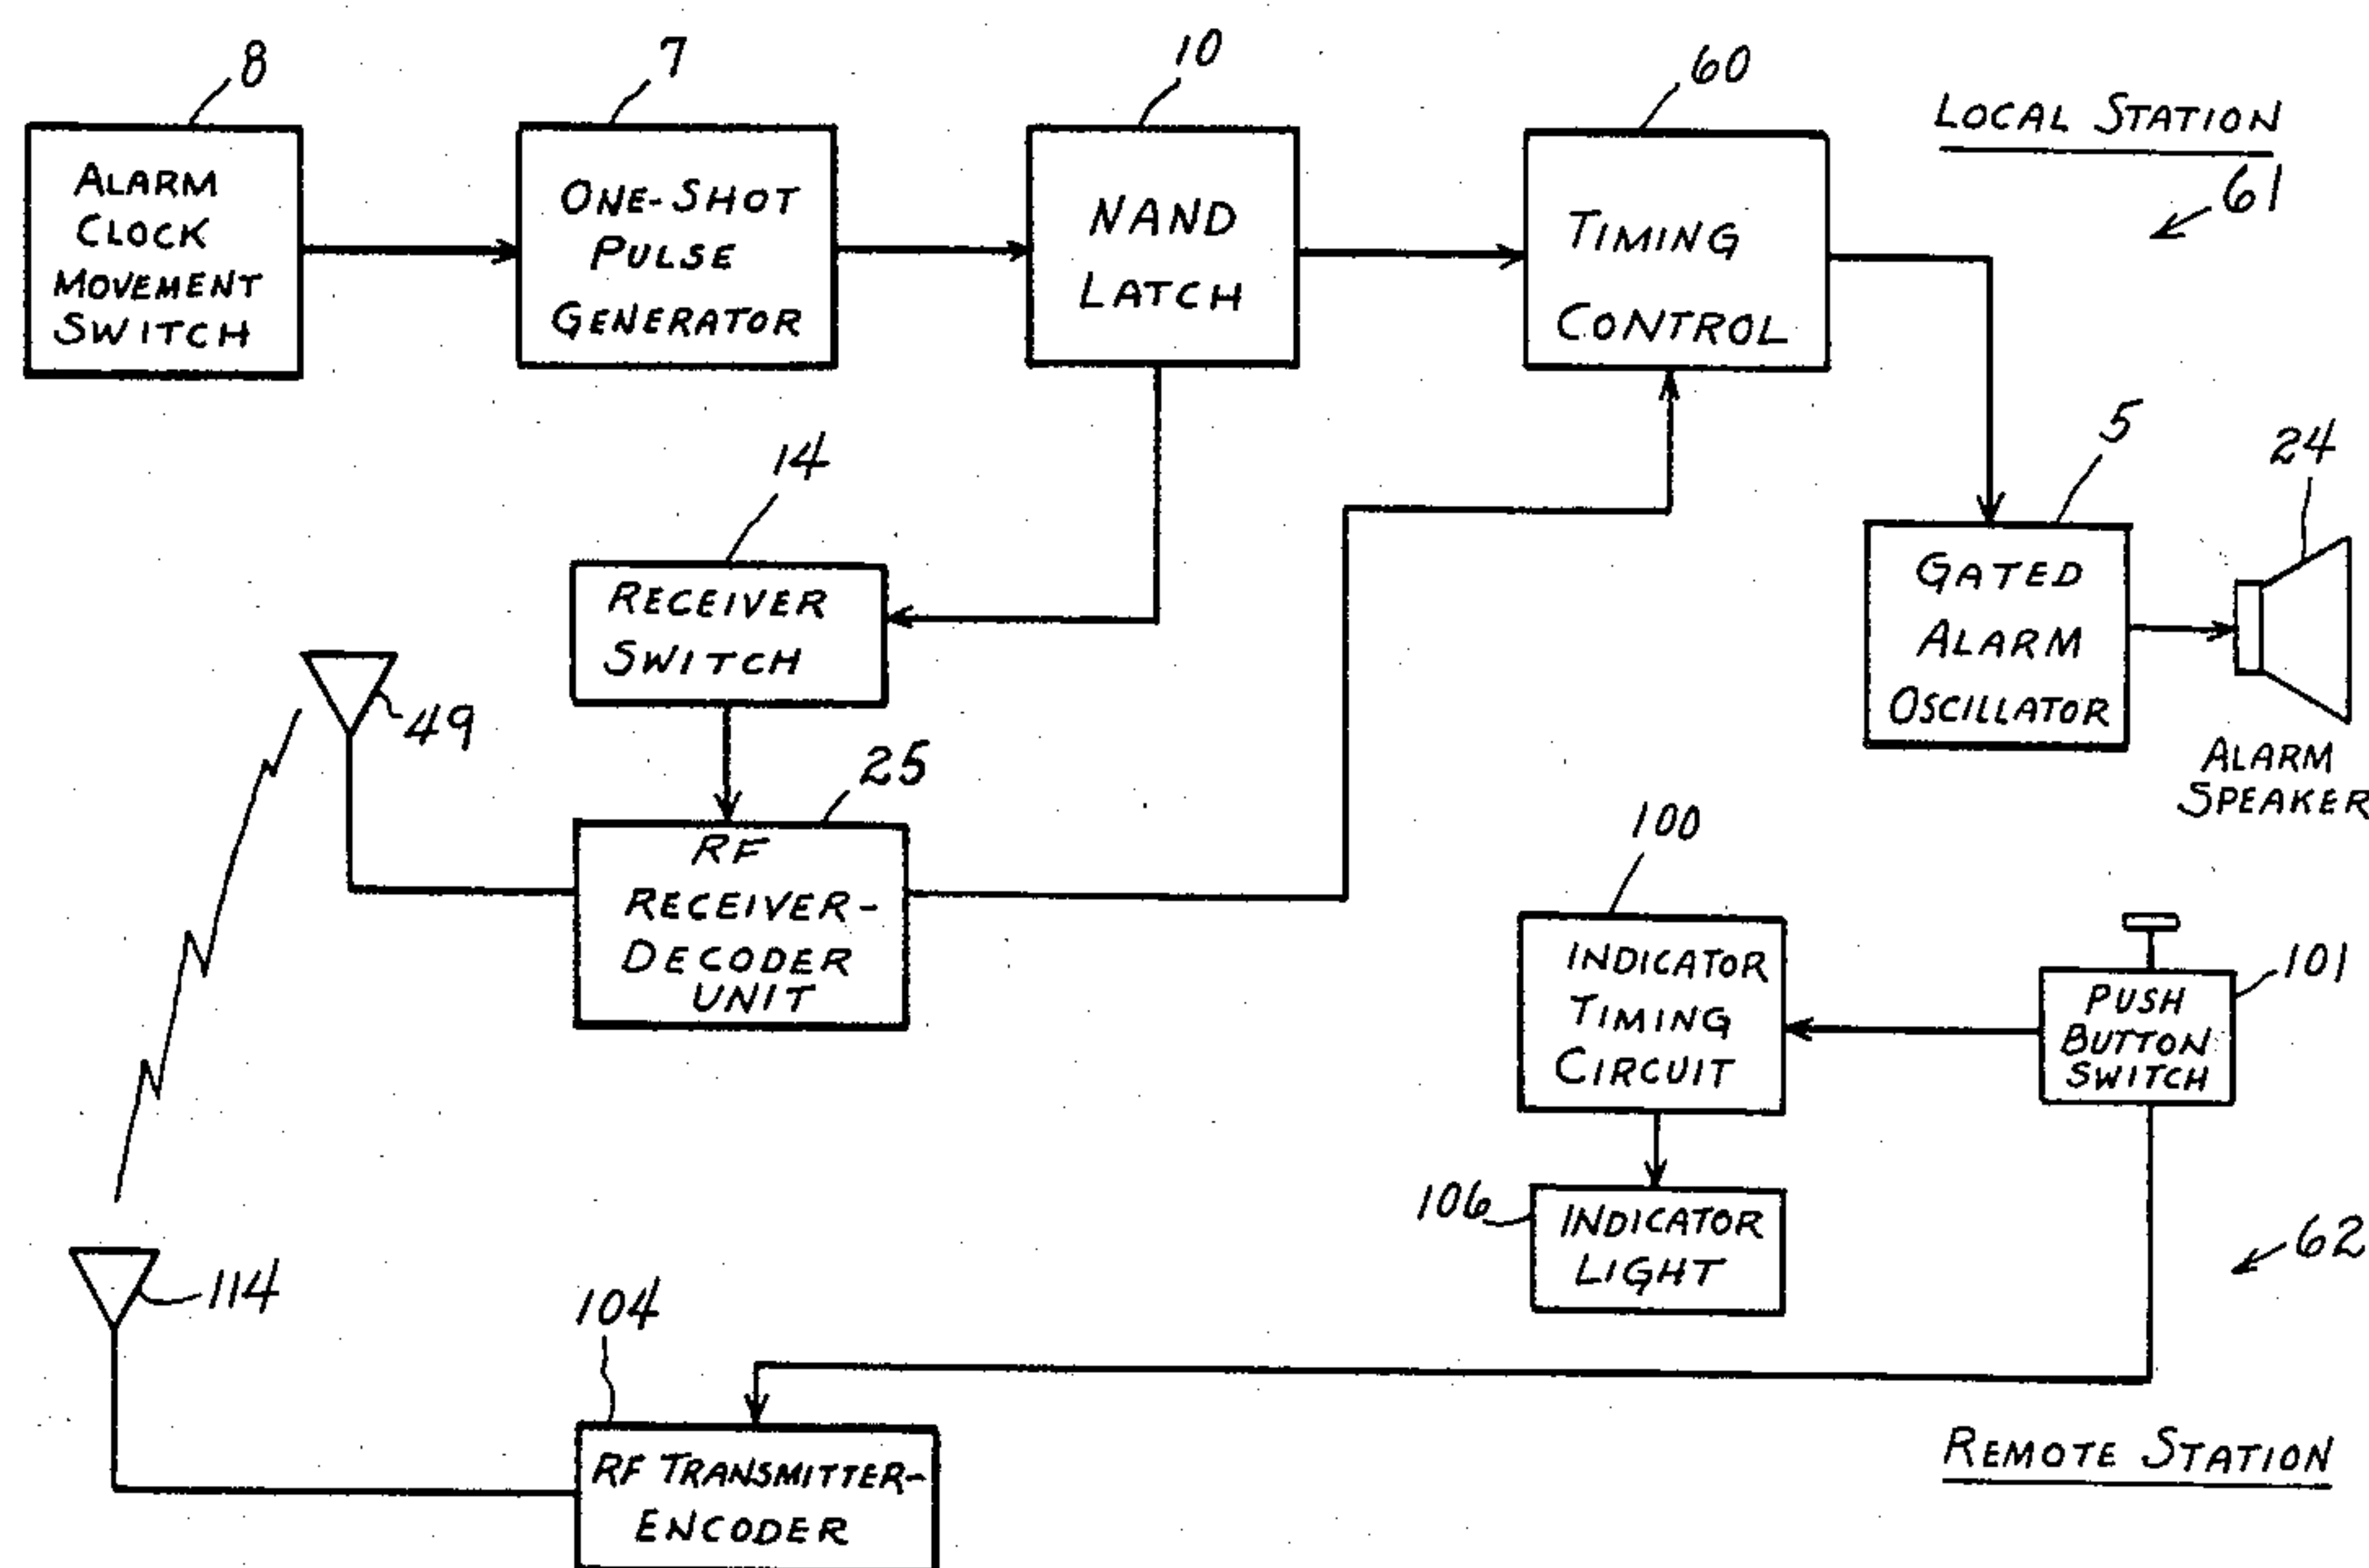 8
7
10
60
LOCAL STATION
61
ALARM
CLOCK
MOVEMENT
SWITCH
ONE-SHOT
PULSE
GENERATOR
NAND
LATCH
TIMING
CONTROL
14
RECEIVER
SWITCH
5
24
GATED
ALARM
OSCILLATOR
ALARM
SPEAKER
49
25
RF
RECEIVER-
DECODER
UNIT
100
INDICATOR
TIMING
CIRCUIT
101
PUSH
BUTTON
SWITCH
106
INDICATOR
LIGHT
62
114
104
RF TRANSMITTER-
ENCODER
REMOTE STATION